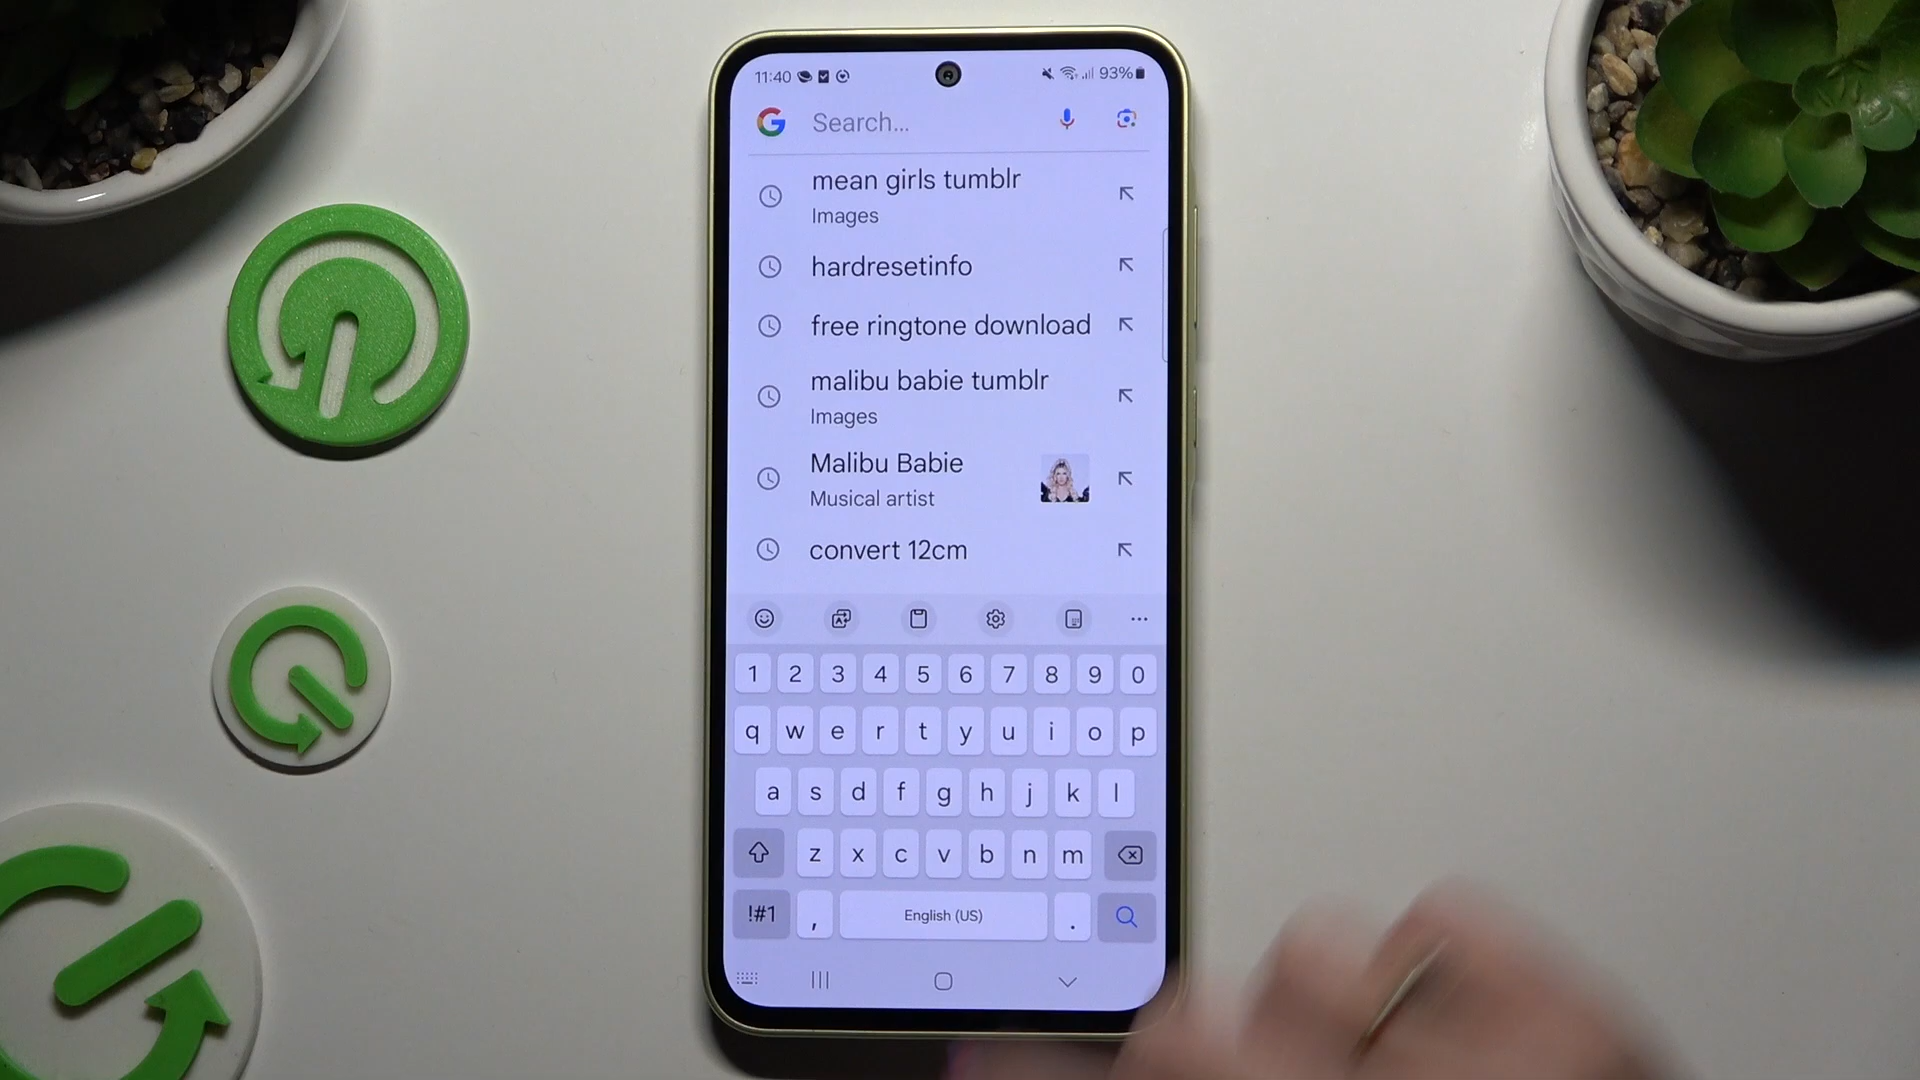 11:40 93%
Search...
mean girls tumblr
Images
hardresetinfo
free ringtone download
malibu babie tumblr
Images
Malibu Babie
Musical artist
convert 12cm
1 2 3 4 5 6 7 8 9 0
q w e r t y u i o p
a s d f g h j k l
z x c v b n m
!#1 , English (US) .